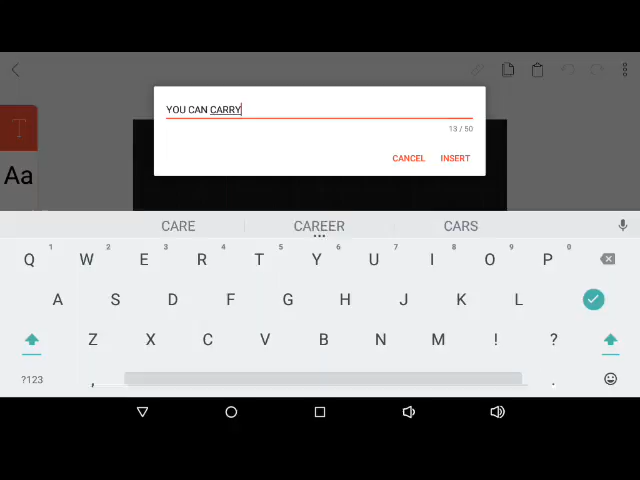 YOU CAN CARRY
13 / 50
CANCEL INSERT
T
Aa
CARE CAREER CARS
1 2 3 4 5 6 7 8 9 0
Q W E R T Y U I O P
A S D F G H J K L
Z X C V B N M ! ?
?123 , .